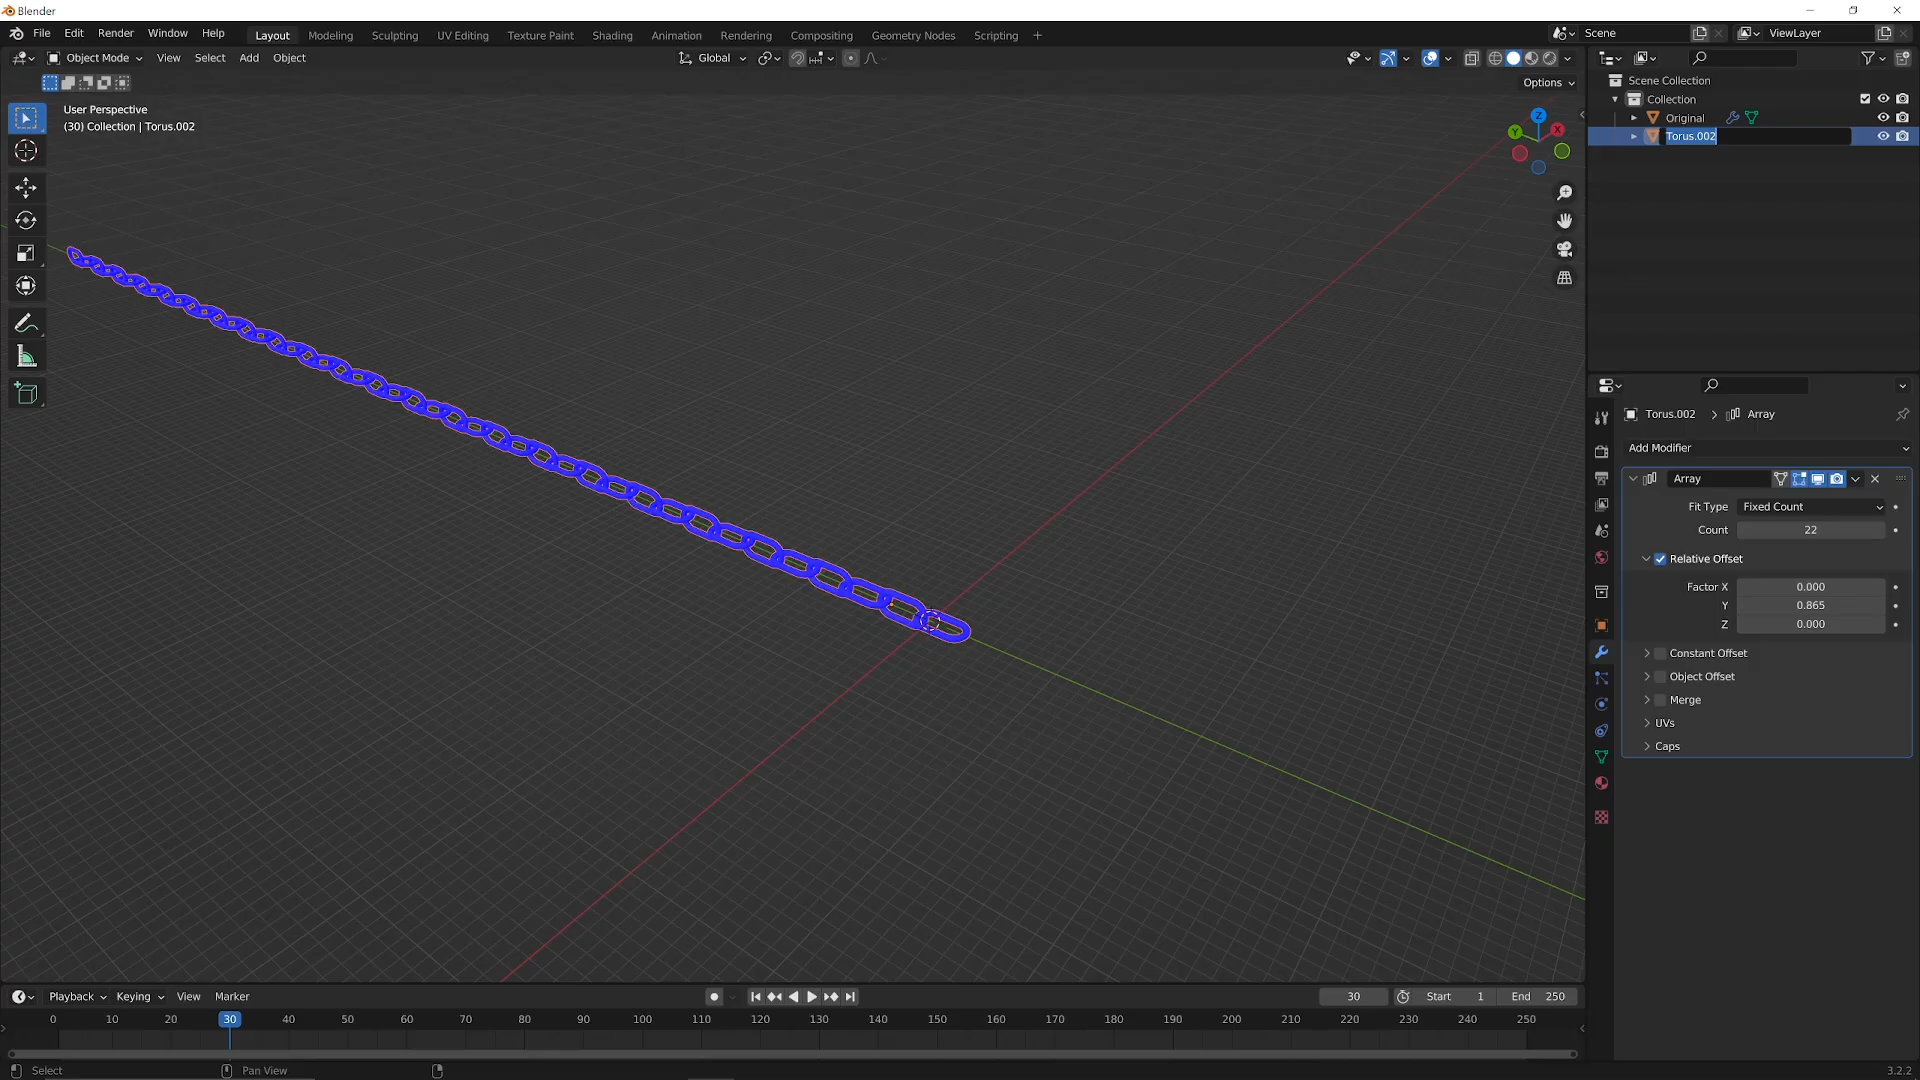 Blender
File Edit Render Window Help Layout Modeling Sculpting UV Editing Texture Paint Shading Animation Rendering Compositing Geometry Nodes Scripting + Scene ViewLayer
Object Mode View Select Add Object Global
Options
User Perspective
(30) Collection | Torus.002
Z
Y
X
Scene Collection
Collection
Original
Torus.002
Torus.002 > Array
Add Modifier
Array
Fit Type Fixed Count
Count 22
Relative Offset
Factor X 0.000
Y 0.865
Z 0.000
Constant Offset
Object Offset
Merge
UVs
Caps
Playback Keying View Marker 30 Start 1 End 250
0 10 20 30 40 50 60 70 80 90 100 110 120 130 140 150 160 170 180 190 200 210 220 230 240 250
Select Pan View 3.2.2